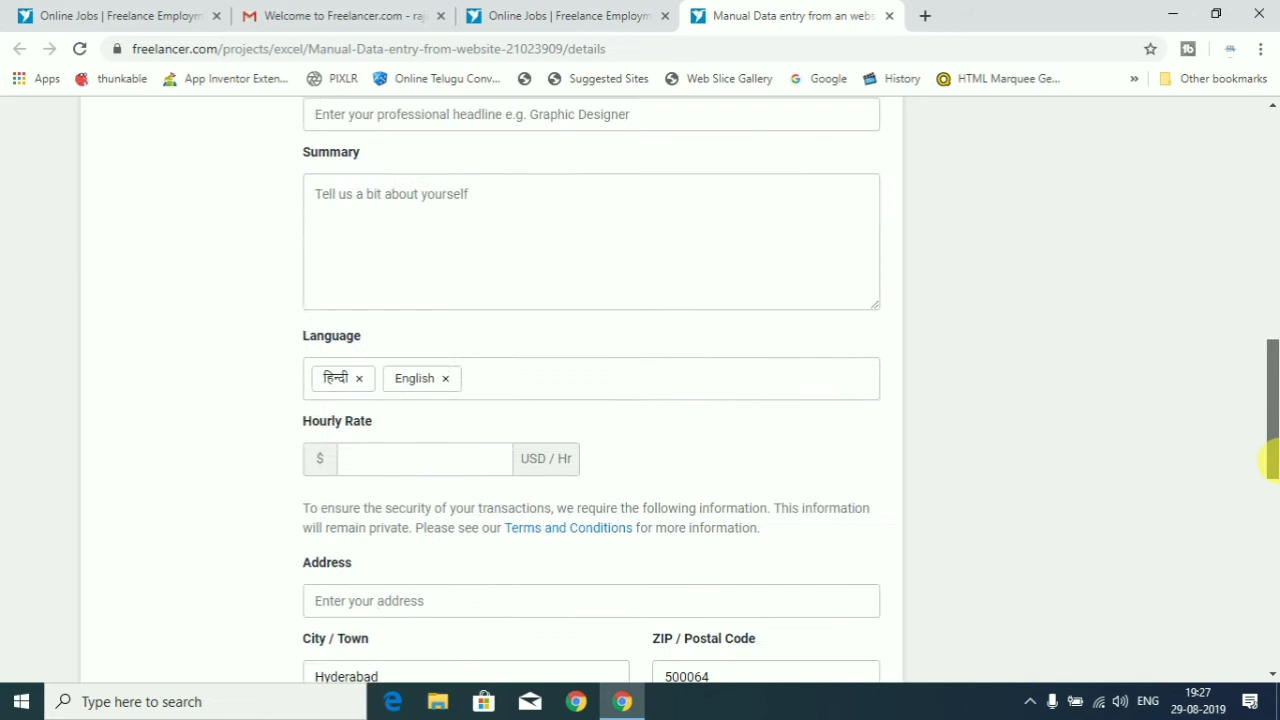 Online Jobs | Freelance Employm
Welcome to Freelancer.com - raj
Online Jobs | Freelance Employm
Manual Data entry from an webs
freelancer.com/projects/excel/Manual-Data-entry-from-website-21023909/details
Apps
thunkable
App Inventor Exten...
PIXLR
Online Telugu Conv...
Suggested Sites
Web Slice Gallery
Google
History
HTML Marquee Ge...
»
Other bookmarks
Enter your professional headline e.g. Graphic Designer
Summary
Tell us a bit about yourself
Language
हिन्दी ×
English ×
Hourly Rate
$
USD / Hr
To ensure the security of your transactions, we require the following information. This information
will remain private. Please see our Terms and Conditions for more information.
Address
Enter your address
City / Town
ZIP / Postal Code
Hyderabad
500064
Type here to search
ENG
19:27
29-08-2019